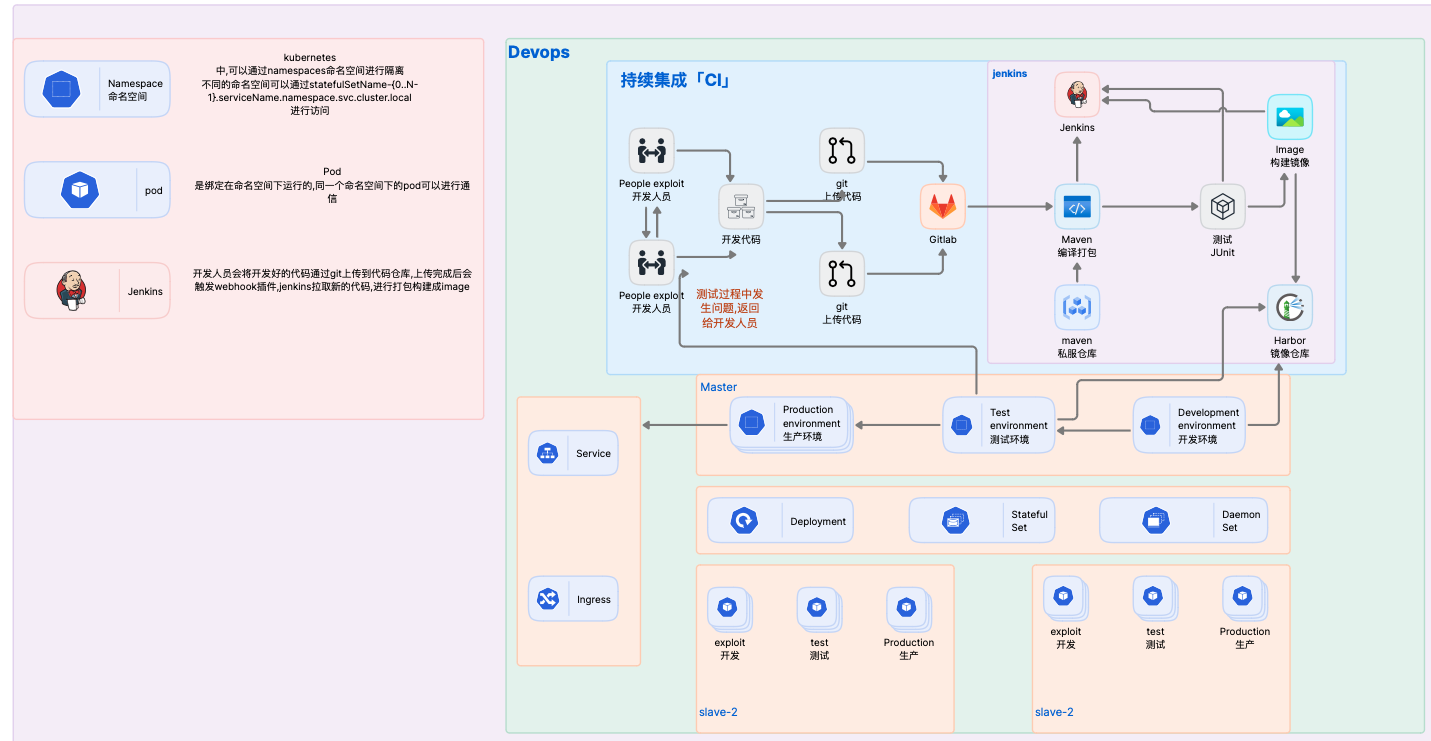 Namespace
命名空间
kubernetes
中,可以通过namespaces命名空间进行隔离
不同的命名空间可以通过statefulSetName-{0..N-
1}.serviceName.namespace.svc.cluster.local
进行访问
pod
Pod
是绑定在命名空间下运行的,同一个命名空间下的pod可以进行通
信
Jenkins
开发人员会将开发好的代码通过git上传到代码仓库,上传完成后会
触发webhook插件,jenkins拉取新的代码,进行打包构建成image
Devops
持续集成「CI」
jenkins
Jenkins
Image
构建镜像
People exploit
开发人员
git
上传代码
开发代码
Gitlab
Maven
编译打包
测试
JUnit
People exploit
开发人员
测试过程中发
生问题,返回
给开发人员
git
上传代码
maven
私服仓库
Harbor
镜像仓库
Master
Production
environment
生产环境
Test
environment
测试环境
Development
environment
开发环境
Service
Ingress
Deployment
Stateful
Set
Daemon
Set
exploit
开发
test
测试
Production
生产
slave-2
exploit
开发
test
测试
Production
生产
slave-2